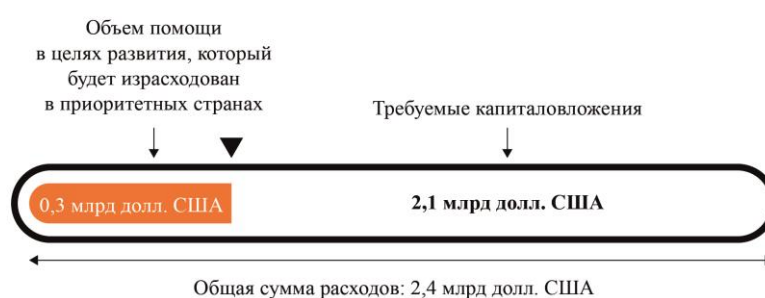 Объем помощи
в целях развития, который
будет израсходован
в приоритетных странах
Требуемые капиталовложения
0,3 млрд долл. США
2,1 млрд долл. США
Общая сумма расходов: 2,4 млрд долл. США